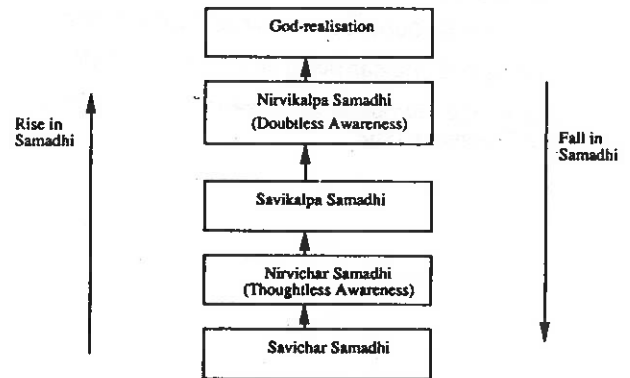 God-realisation
Nirvikalpa Samadhi
(Doubtless Awareness)
Rise in
Samadhi
Fall in
Samadhi
Savikalpa Samadhi
Nirvichar Samadhi
(Thoughtless Awareness)
Savichar Samadhi